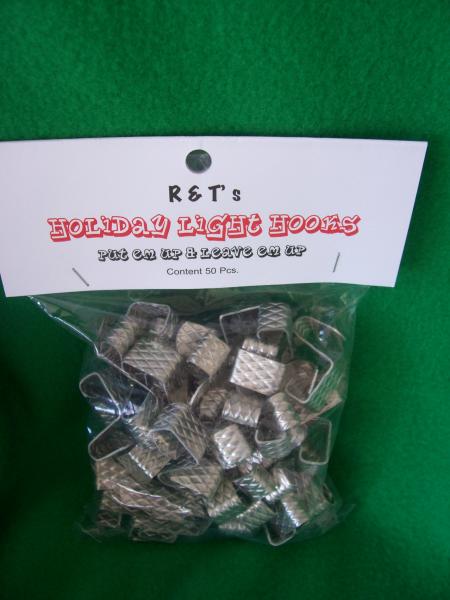 R & T's
Holiday Light Hooks
Put em up & Leave em up
Content 50 Pcs.